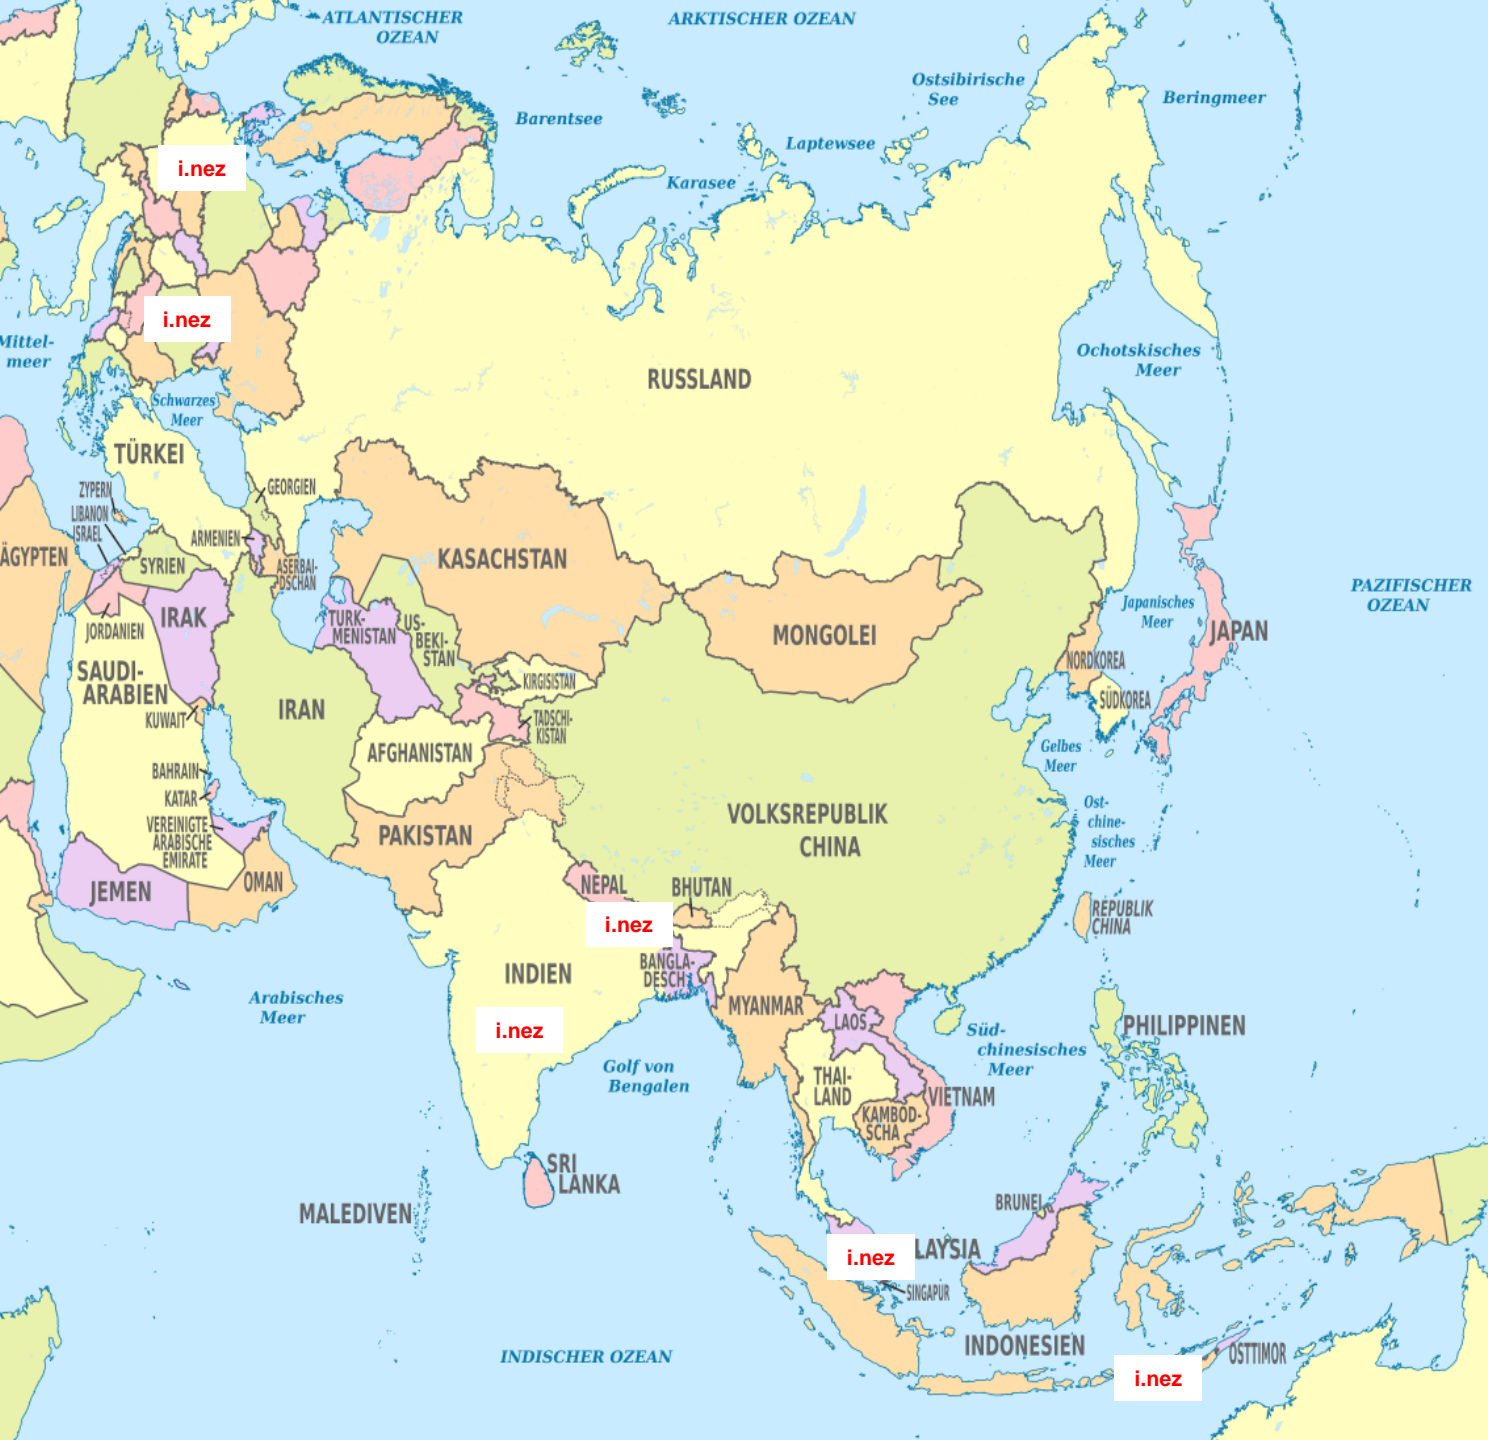 ATLANTISCHER
OZEAN
ARKTISCHER OZEAN
Ostsibirische
See
Beringmeer
Barentsee
Laptewsee
Karasee
i.nez
i.nez
Mittel-
meer
Ochotskisches
Meer
RUSSLAND
Schwarzes
Meer
TÜRKEI
ZYPERN
LIBANON
ISRAEL
GEORGIEN
ARMENIEN
ÄGYPTEN
SYRIEN
ASERBAI-
DSCHAN
KASACHSTAN
PAZIFISCHER
OZEAN
IRAK
JORDANIEN
TURK-
MENISTAN
US-
BEKI-
STAN
MONGOLEI
Japanisches
Meer
JAPAN
NORDKOREA
SÜDKOREA
SAUDI-
ARABIEN
KIRGISISTAN
IRAN
KUWAIT
TADSCHI-
KISTAN
AFGHANISTAN
Gelbes
Meer
BAHRAIN
KATAR
VEREINIGTE
ARABISCHE
EMIRATE
PAKISTAN
VOLKSREPUBLIK
CHINA
Ost-
chine-
sisches
Meer
JEMEN
OMAN
NEPAL
BHUTAN
REPUBLIK
CHINA
i.nez
INDIEN
BANGLA-
DESCH
Arabisches
Meer
MYANMAR
LAOS
i.nez
Süd-
chinesisches
Meer
PHILIPPINEN
Golf von
Bengalen
THAI-
LAND
VIETNAM
KAMBOD-
SCHA
SRI
LANKA
MALEDIVEN
BRUNEI
i.nez
LAYSIA
SINGAPUR
INDONESIEN
INDISCHER OZEAN
OSTTIMOR
i.nez